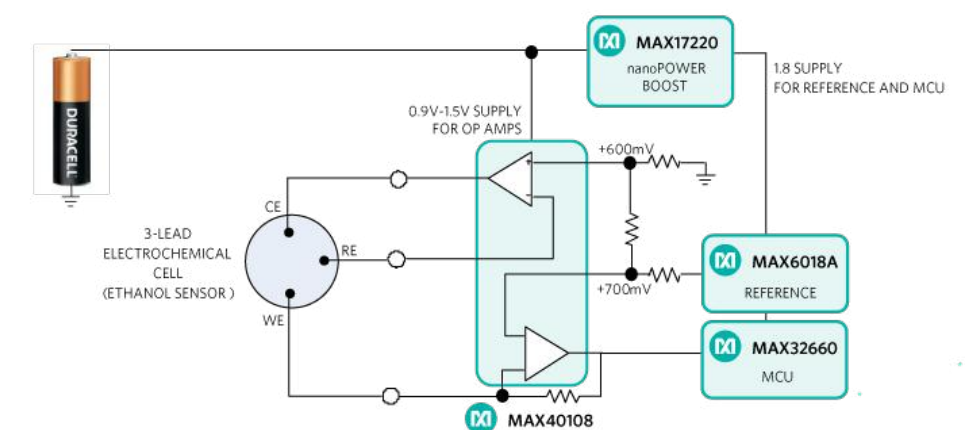 MAX17220
nanoPOWER
BOOST
1.8 SUPPLY
FOR REFERENCE AND MCU
DURACELL
0.9V-1.5V SUPPLY
FOR OP AMPS
+600mV
+
-
CE
3-LEAD
ELECTROCHEMICAL
CELL
(ETHANOL SENSOR )
RE
WE
+700mV
MAX6018A
REFERENCE
MAX32660
MCU
MAX40108